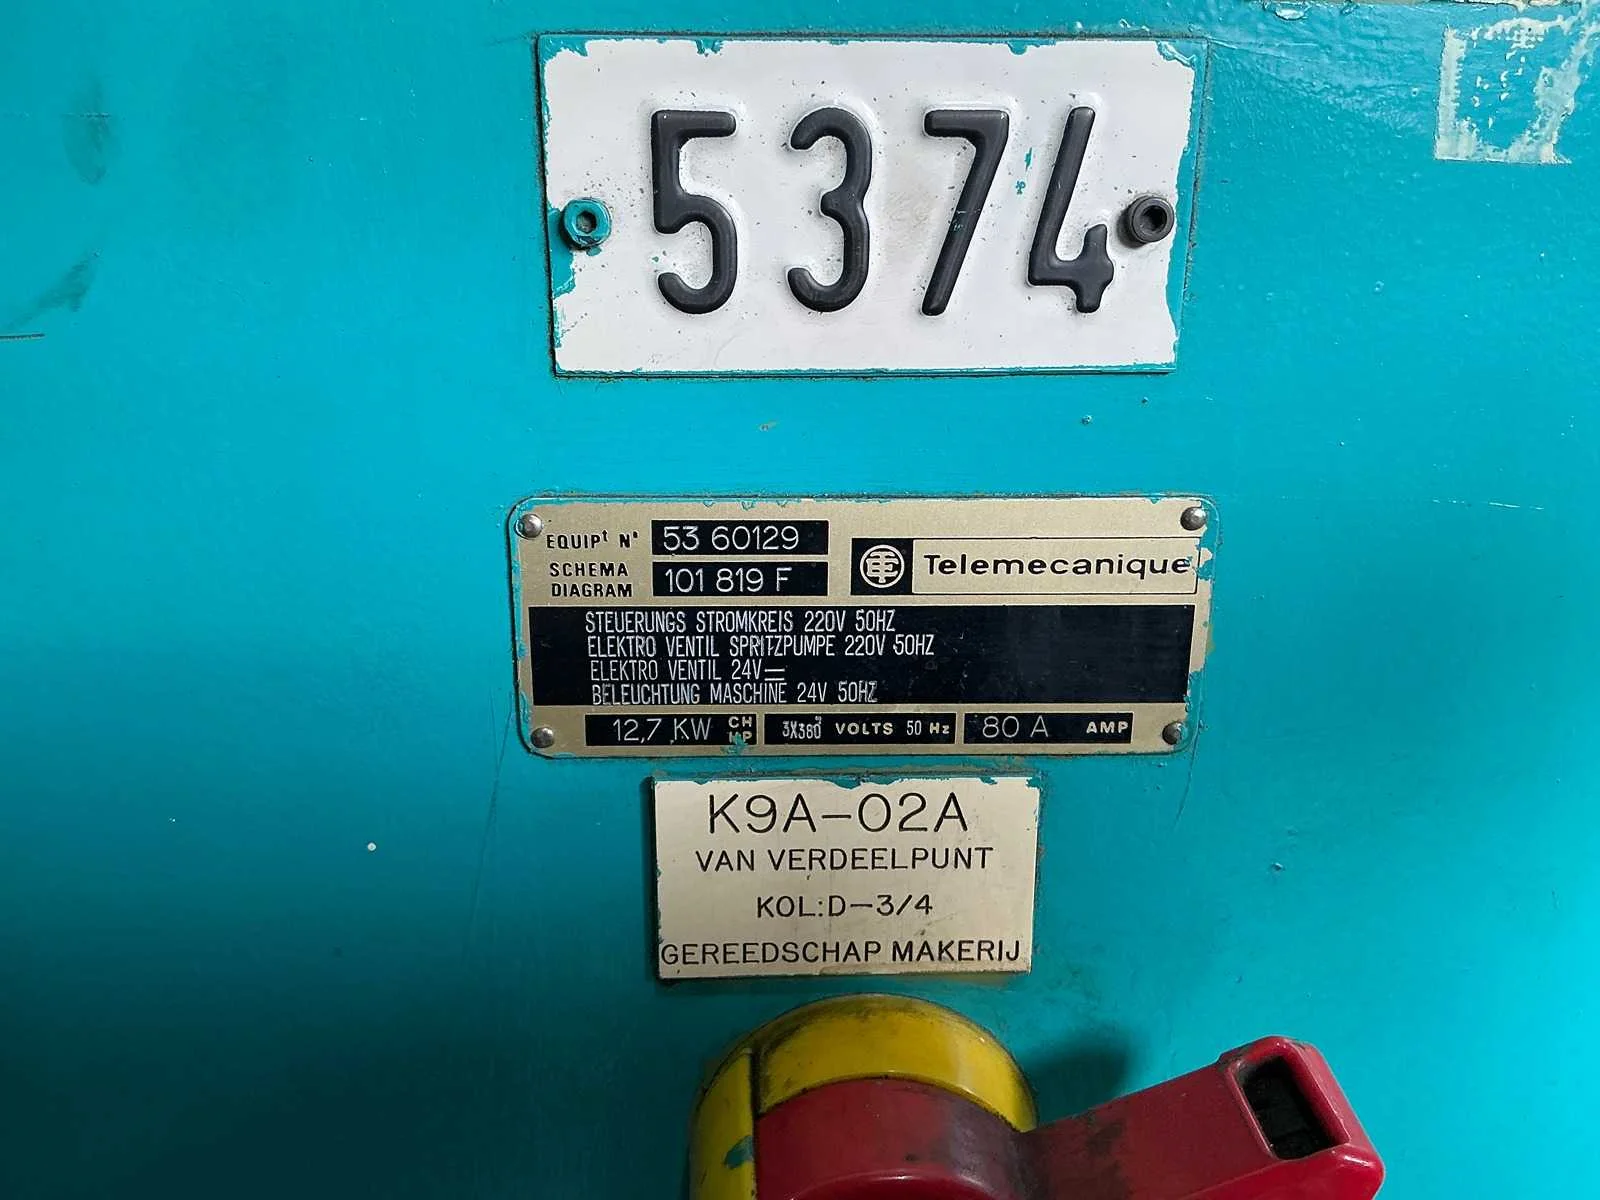 5374
EQUIPᵗ N° 53 60129
SCHEMA
DIAGRAM 101 819 F
Telemecanique
STEUERUNGS STROMKREIS 220V 50HZ
ELEKTRO VENTIL SPRITZPUMPE 220V 50HZ
ELEKTRO VENTIL 24V
BELEUCHTUNG MASCHINE 24V 50HZ
12,7 KW CH HP 3X380 VOLTS 50 Hz 80 A AMP
K9A-02A
VAN VERDEELPUNT
KOL:D-3/4
GEREEDSCHAP MAKERIJ